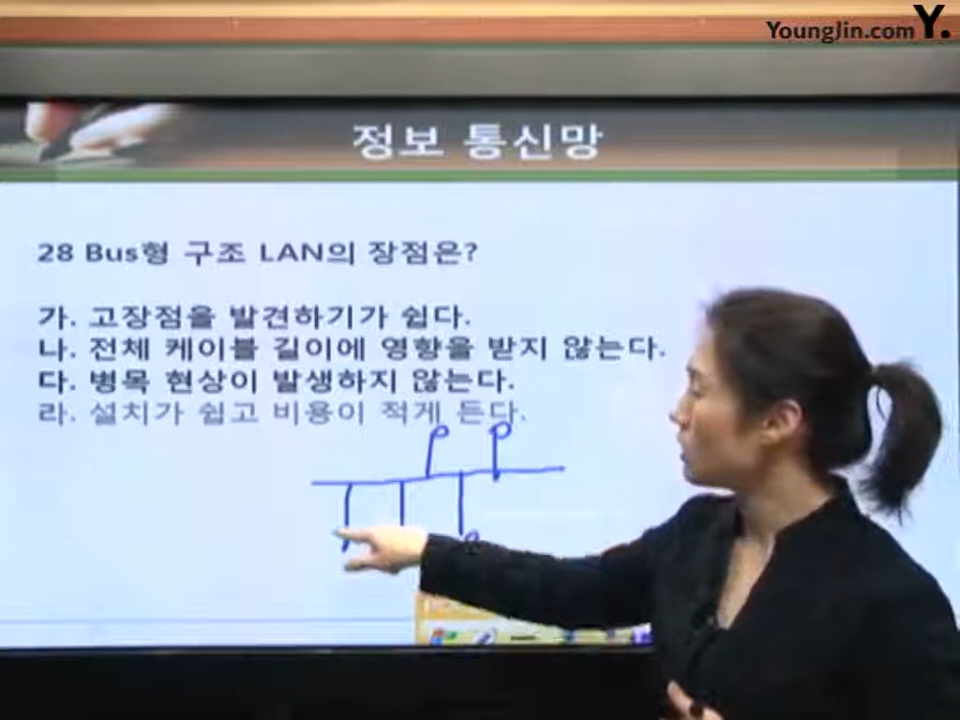 YoungJin.com Y.
정보 통신망
28 Bus형 구조 LAN의 장점은?
가. 고장점을 발견하기가 쉽다.
나. 전체 케이블 길이에 영향을 받지 않는다.
다. 병목 현상이 발생하지 않는다.
라. 설치가 쉽고 비용이 적게 든다.